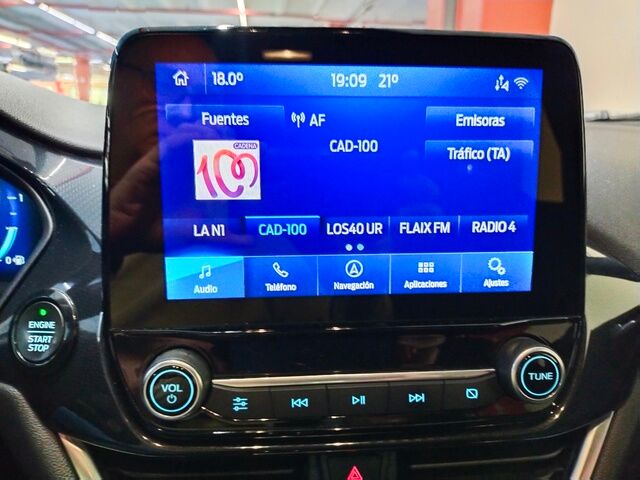 18.0° 19:09 21°
Fuentes AF Emisoras
CAD-100
Tráfico (TA)
CADENA
100
LA N1 CAD-100 LOS40 UR FLAIX FM RADIO 4
Audio Teléfono Navegación Aplicaciones Ajustes
ENGINE
START
STOP
VOL
TUNE